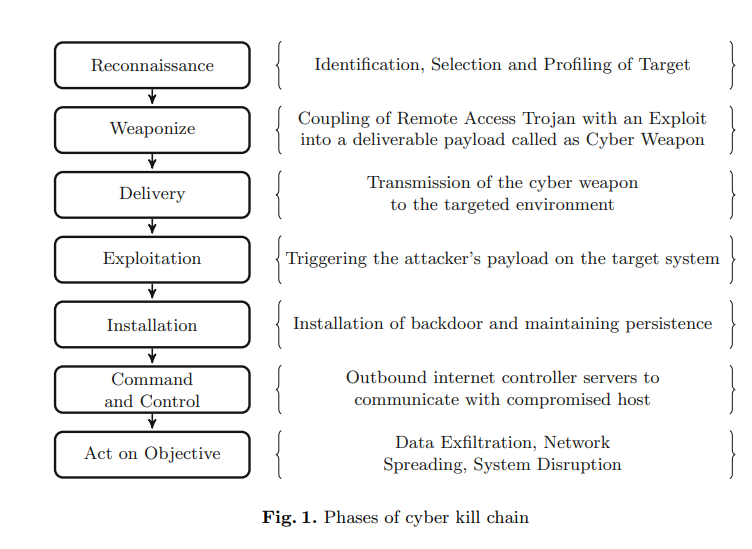 Reconnaissance
Identification, Selection and Profiling of Target
Weaponize
Coupling of Remote Access Trojan with an Exploit
into a deliverable payload called as Cyber Weapon
Delivery
Transmission of the cyber weapon
to the targeted environment
Exploitation
Triggering the attacker's payload on the target system
Installation
Installation of backdoor and maintaining persistence
Command
and Control
Outbound internet controller servers to
communicate with compromised host
Act on Objective
Data Exfiltration, Network
Spreading, System Disruption
Fig. 1. Phases of cyber kill chain